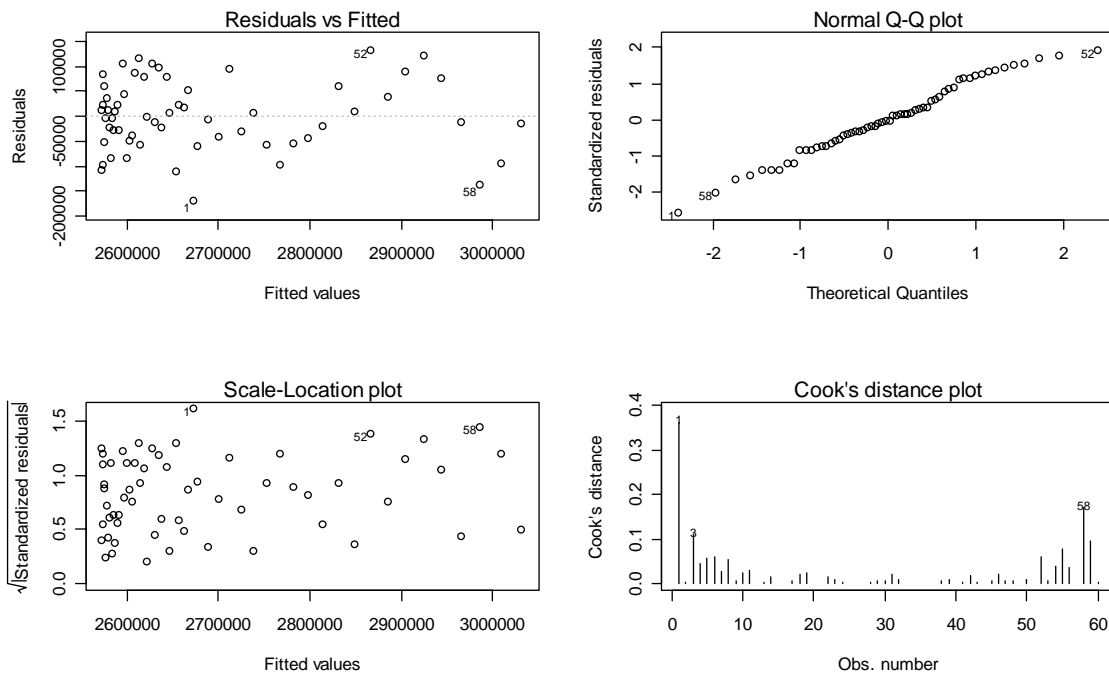 Residuals vs Fitted
Residuals
-200000 -50000 100000
52
1
58
2600000 2700000 2800000 2900000 3000000
Fitted values
Normal Q-Q plot
Standardized residuals
-2 -1 0 1 2
52
58
1
-2 -1 0 1 2
Theoretical Quantiles
Scale-Location plot
√|Standardized residuals|
0.0 0.5 1.0 1.5
1
52
58
2600000 2700000 2800000 2900000 3000000
Fitted values
Cook's distance plot
Cook's distance
0.0 0.1 0.2 0.3 0.4
1
3
58
0 10 20 30 40 50 60
Obs. number